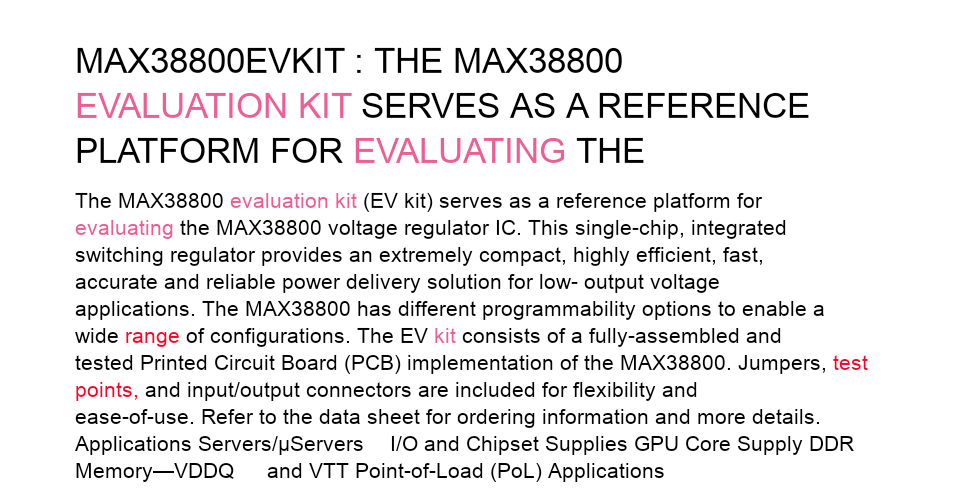 MAX38800EVKIT : THE MAX38800
EVALUATION KIT SERVES AS A REFERENCE
PLATFORM FOR EVALUATING THE
The MAX38800 evaluation kit (EV kit) serves as a reference platform for
evaluating the MAX38800 voltage regulator IC. This single-chip, integrated
switching regulator provides an extremely compact, highly efficient, fast,
accurate and reliable power delivery solution for low- output voltage
applications. The MAX38800 has different programmability options to enable a
wide range of configurations. The EV kit consists of a fully-assembled and
tested Printed Circuit Board (PCB) implementation of the MAX38800. Jumpers, test
points, and input/output connectors are included for flexibility and
ease-of-use. Refer to the data sheet for ordering information and more details.
Applications Servers/µServers I/O and Chipset Supplies GPU Core Supply DDR
Memory—VDDQ and VTT Point-of-Load (PoL) Applications